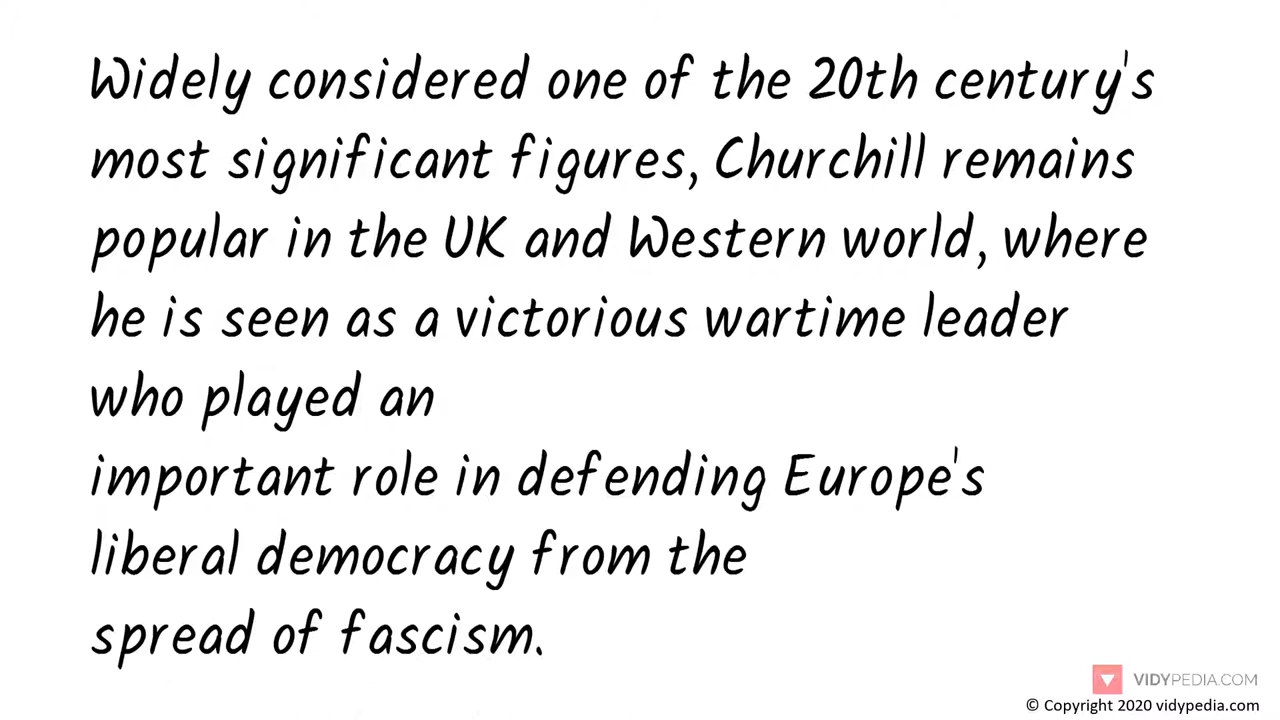 Widely considered one of the 20th century's
most significant figures, Churchill remains
popular in the UK and Western world, where
he is seen as a victorious wartime leader
who played an
important role in defending Europe's
liberal democracy from the
spread of fascism.
VIDYPEDIA.COM
© Copyright 2020 vidypedia.com